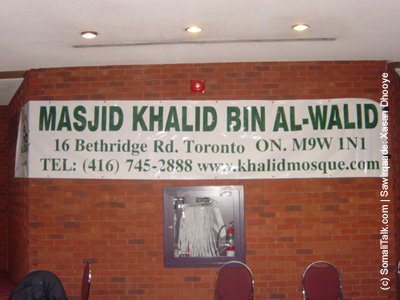 MASJID KHALID BIN AL-WALID
16 Bethridge Rd. Toronto ON. M9W 1N1
TEL: (416) 745-2888 www.khalidmosque.com
(c) SomaliTalk.com | Sawirqaade: Xasan Dhooye